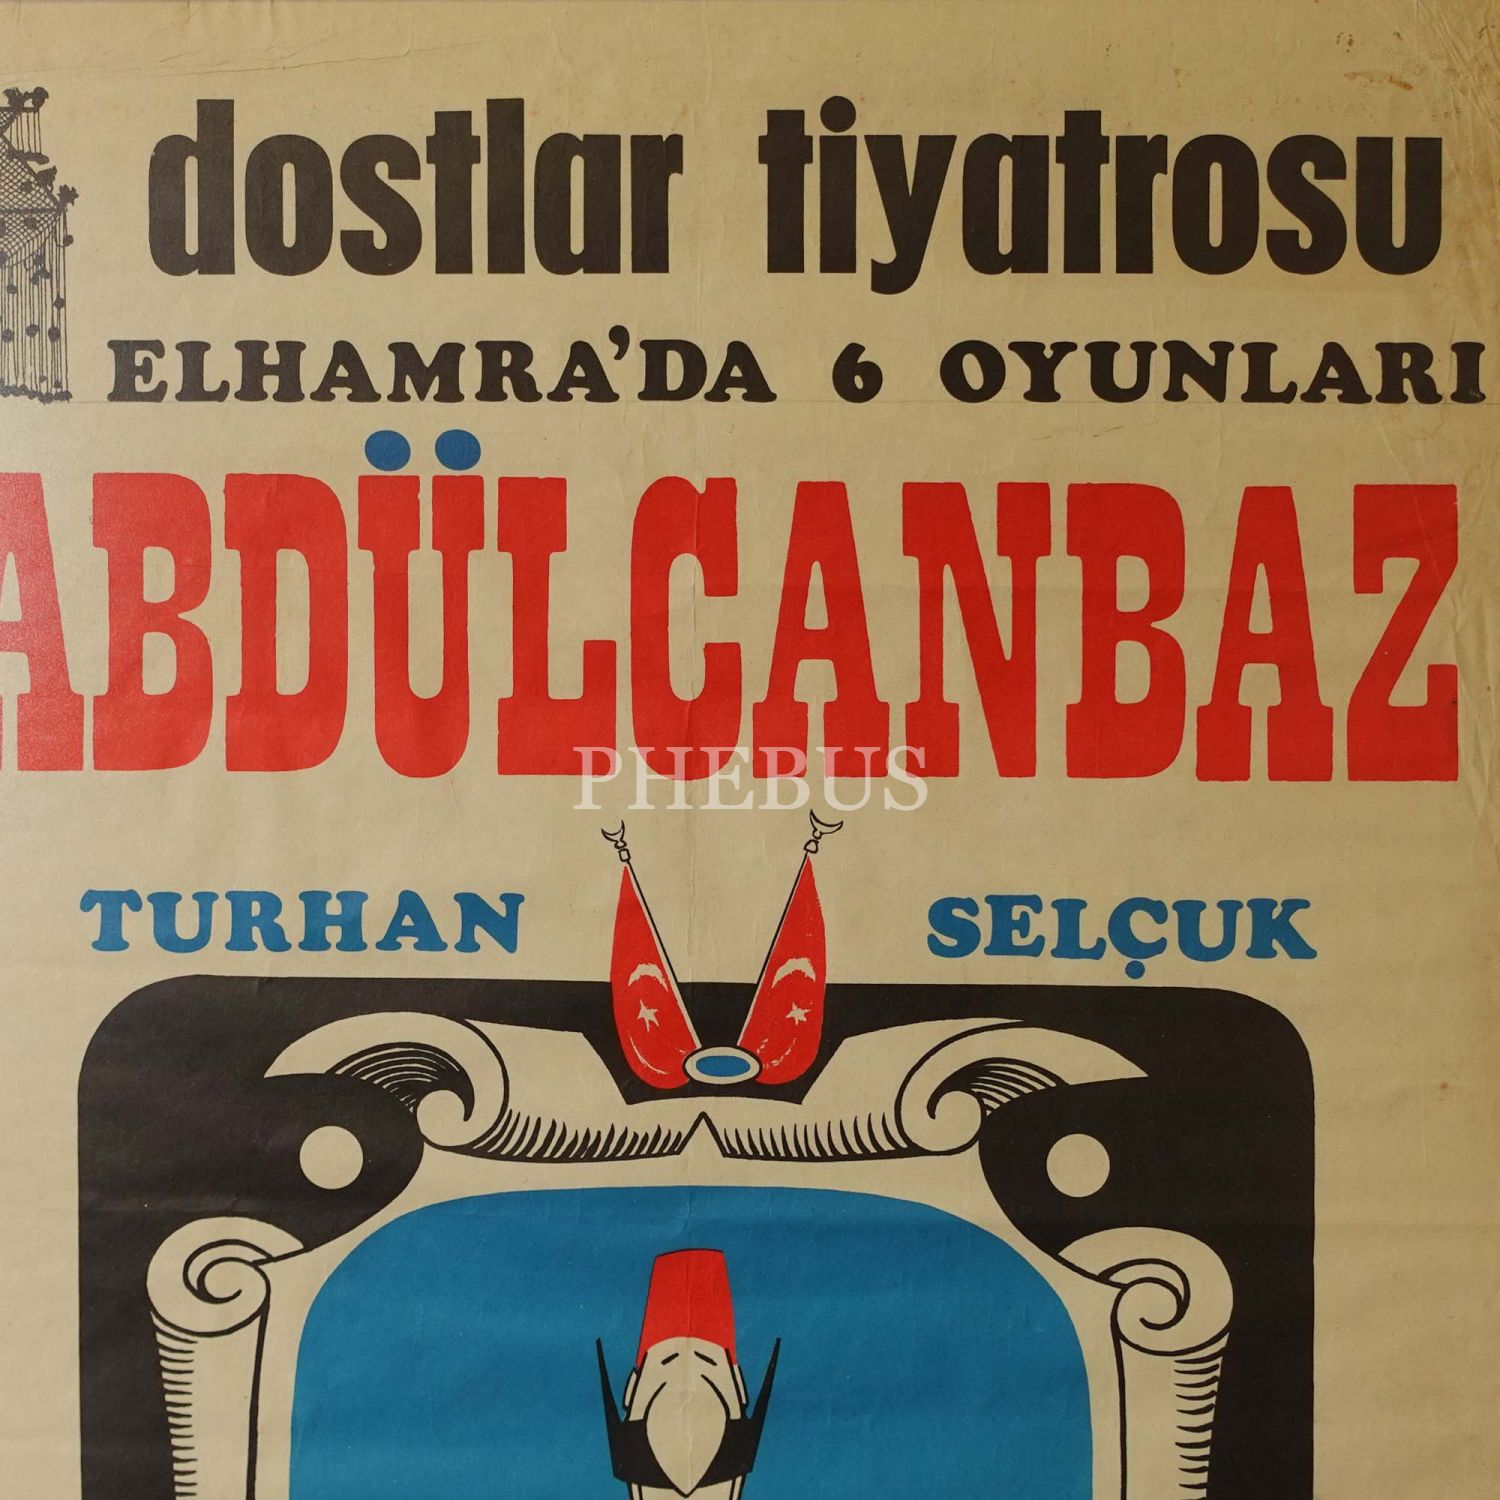 dostlar tiyatrosu
ELHAMRA'DA 6 OYUNLARI
ABDÜLCANBAZ
PHEBUS
TURHAN SELÇUK